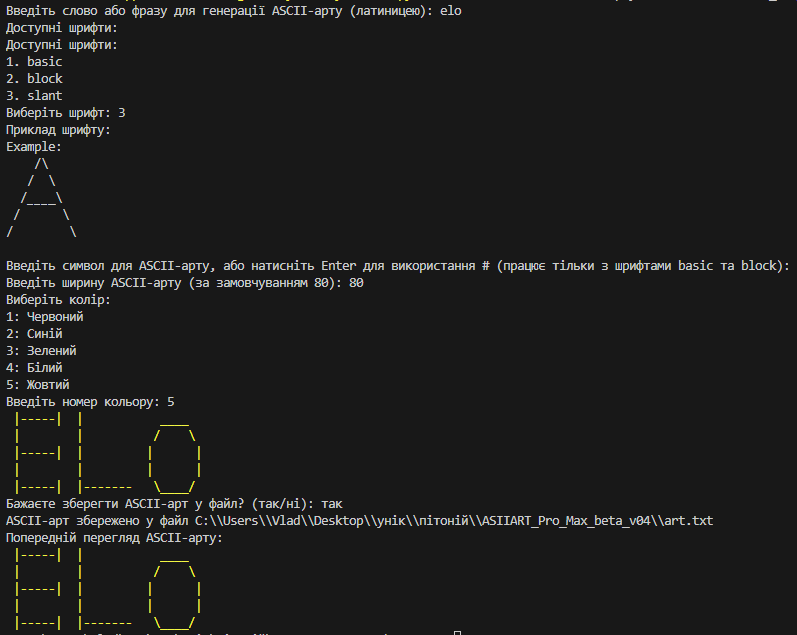 Введіть слово або фразу для генерації ASCII-арту (латиницею): elo
Доступні шрифти:
Доступні шрифти:
1. basic
2. block
3. slant
Виберіть шрифт: 3
Приклад шрифту:
Example:
    /\
   /  \
  /____\
 /      \
/        \
Введіть символ для ASCII-арту, або натисніть Enter для використання # (працює тільки з шрифтами basic та block):
Введіть ширину ASCII-арту (за замовчуванням 80): 80
Виберіть колір:
1: Червоний
2: Синій
3: Зелений
4: Білий
5: Жовтий
Введіть номер кольору: 5
 |-----|  |           ____
 |        |          /    \
 |-----|  |         |      |
 |        |         |      |
 |-----|  |-------   \____/
Бажаєте зберегти ASCII-арт у файл? (так/ні): так
ASCII-арт збережено у файл C:\\Users\\Vlad\\Desktop\\унік\\пітоній\\ASIIART_Pro_Max_beta_v04\\art.txt
Попередній перегляд ASCII-арту:
 |-----|  |           ____
 |        |          /    \
 |-----|  |         |      |
 |        |         |      |
 |-----|  |-------   \____/